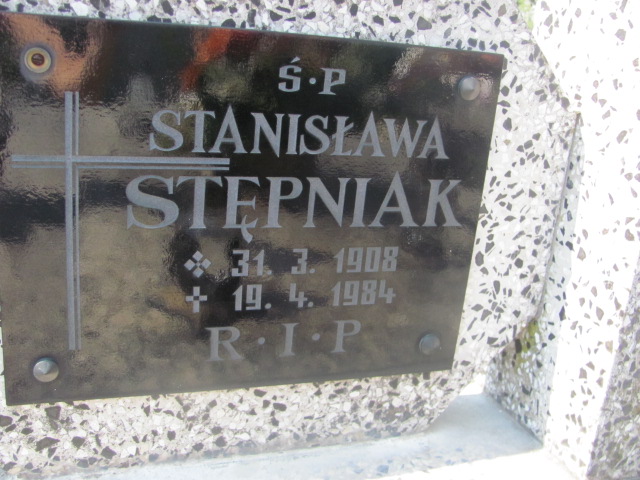 Ś·P
STANISŁAWA
STĘPNIAK
31. 3. 1908
19. 4. 1984
R·I·P